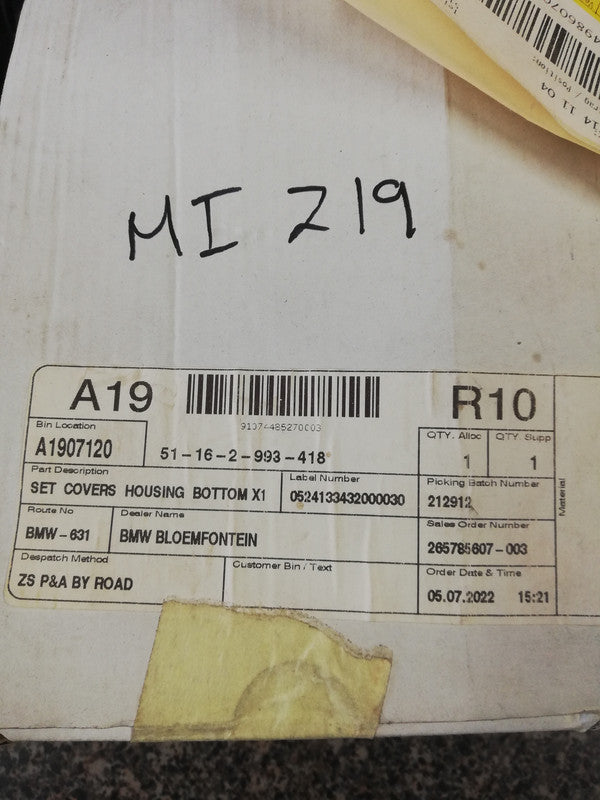 MI 219
A19
R10
91374485270003
Bin Location
A1907120
51-16-2-993-418
QTY. Alloc
QTY. Supp
1
1
Part Description
SET COVERS HOUSING BOTTOM X1
Label Number
0524133432000030
Picking Batch Number
212912
Material
Route No
BMW-631
Dealer Name
BMW BLOEMFONTEIN
Sales Order Number
265785607-003
Despatch Method
ZS P&A BY ROAD
Customer Bin / Text
Order Date & Time
05.07.2022 15:21